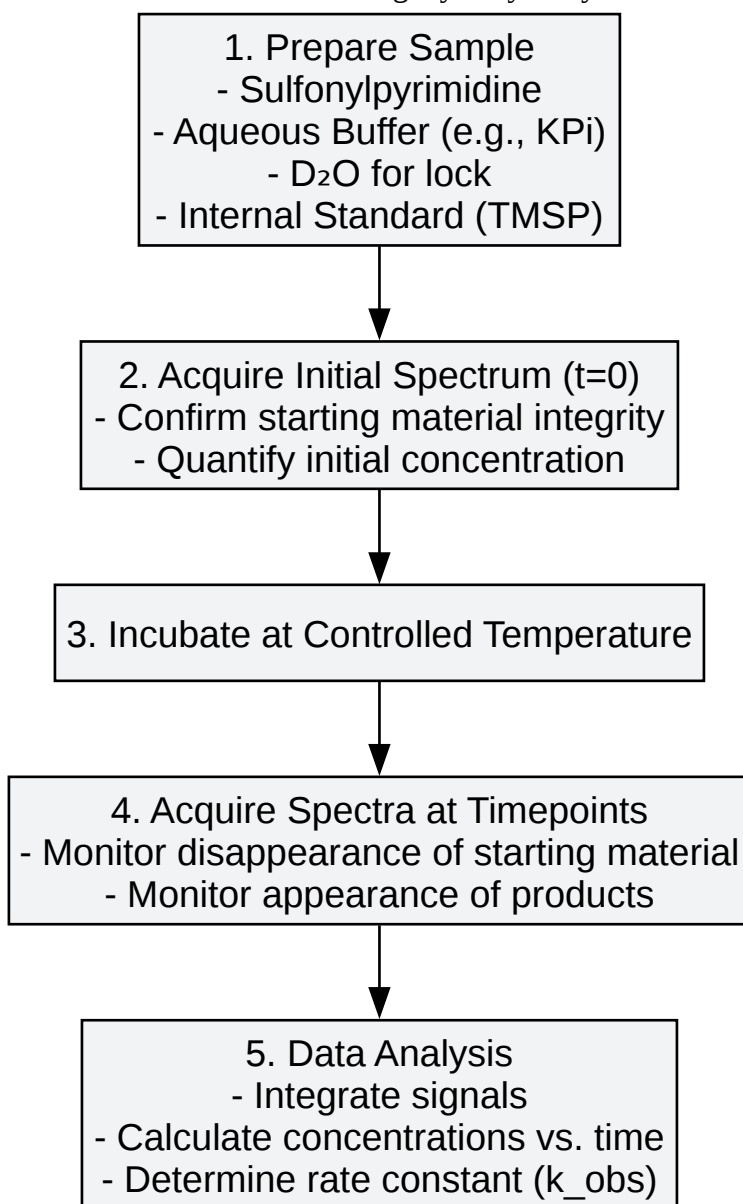 1. Prepare Sample
- Sulfonylpyrimidine
- Aqueous Buffer (e.g., KPi)
- D₂O for lock
- Internal Standard (TMSP)
2. Acquire Initial Spectrum (t=0)
- Confirm starting material integrity
- Quantify initial concentration
3. Incubate at Controlled Temperature
4. Acquire Spectra at Timepoints
- Monitor disappearance of starting material
- Monitor appearance of products
5. Data Analysis
- Integrate signals
- Calculate concentrations vs. time
- Determine rate constant (k_obs)